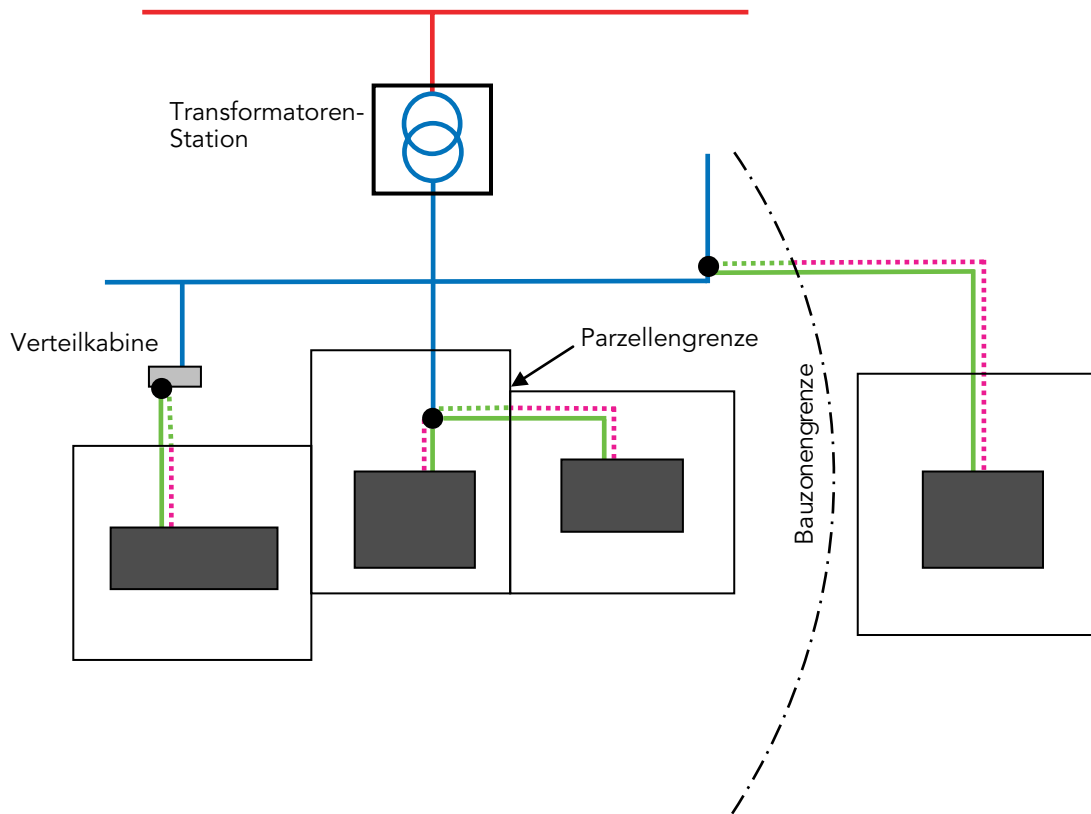 Transformatoren-
Station
Verteilkabine
Parzellengrenze
Bauzonengrenze